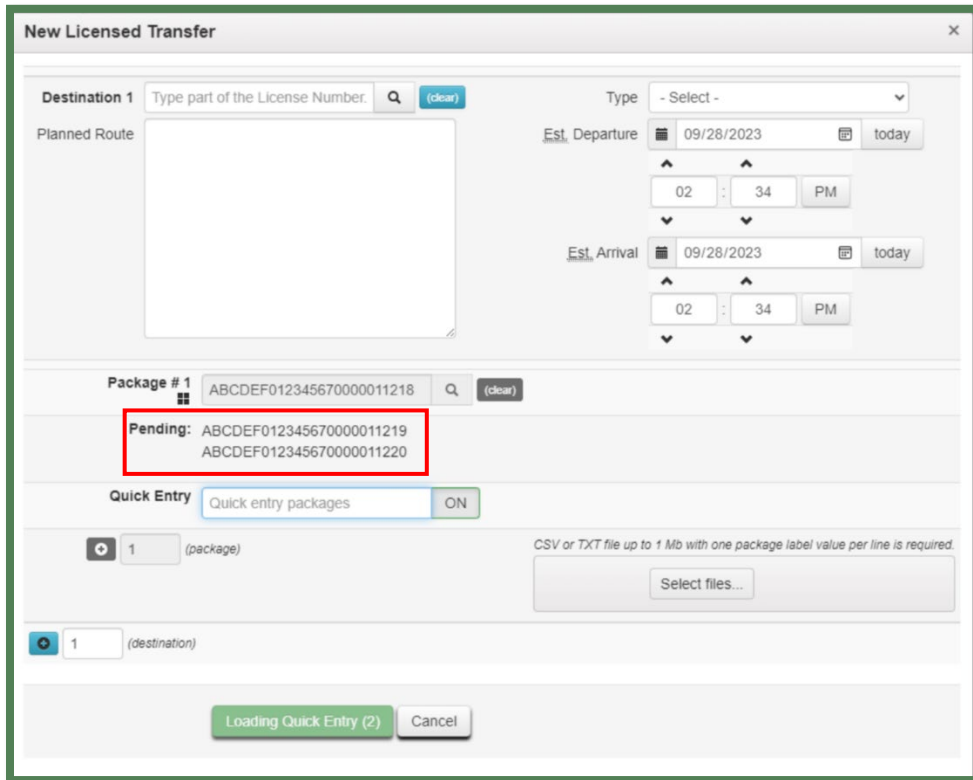 New Licensed Transfer ×
Destination 1 Type part of the License Number. (clear) Type - Select -
Planned Route Est. Departure 09/28/2023 today
02 : 34 PM
Est. Arrival 09/28/2023 today
02 : 34 PM
Package # 1 ABCDEF012345670000011218 (clear)
Pending: ABCDEF012345670000011219
ABCDEF012345670000011220
Quick Entry Quick entry packages ON
1 (package) CSV or TXT file up to 1 Mb with one package label value per line is required.
Select files...
1 (destination)
Loading Quick Entry (2) Cancel